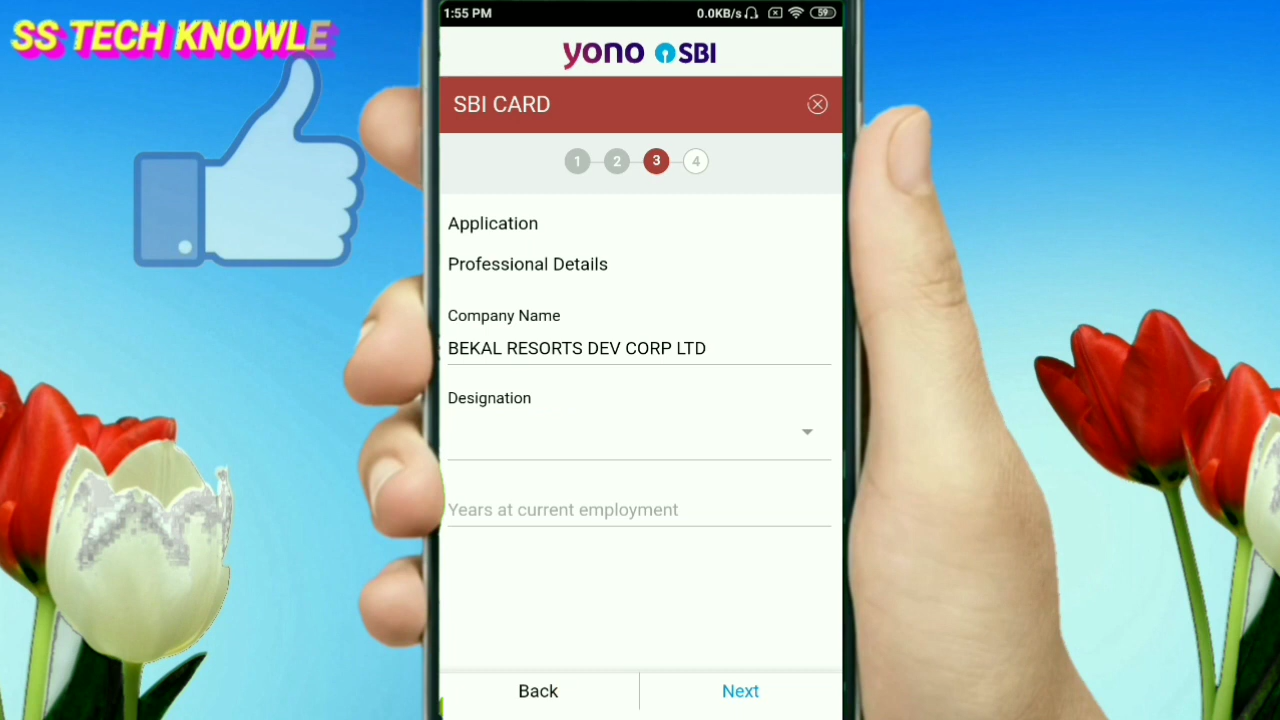 SS TECH KNOWLE
1:55 PM
0.0KB/s
59
yono SBI
SBI CARD
1 2 3 4
Application
Professional Details
Company Name
BEKAL RESORTS DEV CORP LTD
Designation
Years at current employment
Back
Next